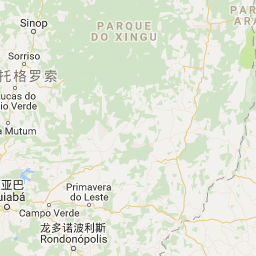 PARQUE
DO XINGU
PAR
ARA
Sinop
Sorriso
托格罗索
ucas do
io Verde
a Mutum
亚巴
uiabá
Primavera
do Leste
Campo Verde
龙多诺波利斯
Rondonópolis